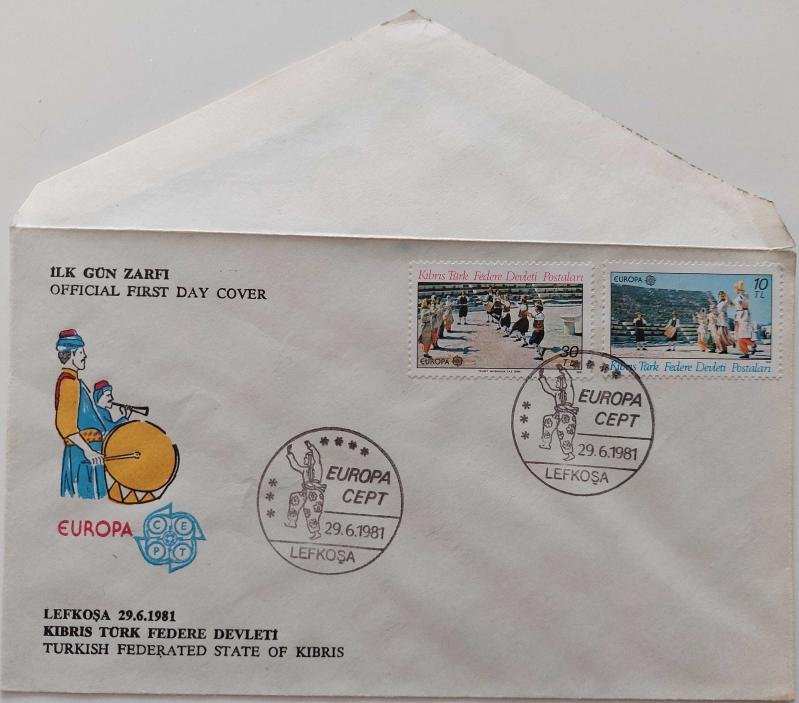 İLK GÜN ZARFI
OFFICIAL FIRST DAY COVER
Kıbrıs Türk Federe Devleti Postaları
30 TL
EUROPA
EUROPA
10 TL
Kıbrıs Türk Federe Devleti Postaları
EUROPA
CEPT
29.6.1981
LEFKOŞA
EUROPA
CEPT
29.6.1981
LEFKOŞA
EUROPA
C E
P T
LEFKOŞA 29.6.1981
KIBRIS TÜRK FEDERE DEVLETİ
TURKISH FEDERATED STATE OF KIBRIS